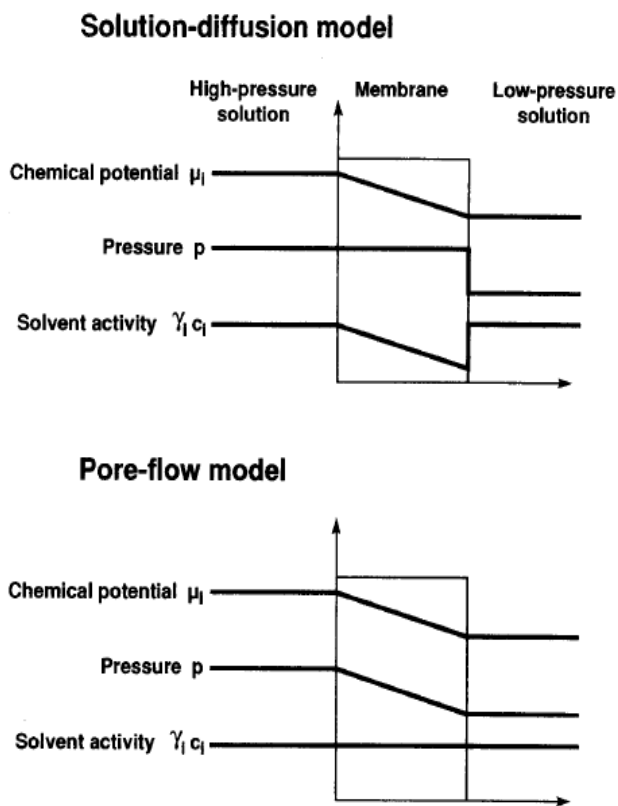 Solution-diffusion model
High-pressure solution
Membrane
Low-pressure solution
Chemical potential μᵢ
Pressure p
Solvent activity γᵢ cᵢ
Pore-flow model
Chemical potential μᵢ
Pressure p
Solvent activity γᵢ cᵢ